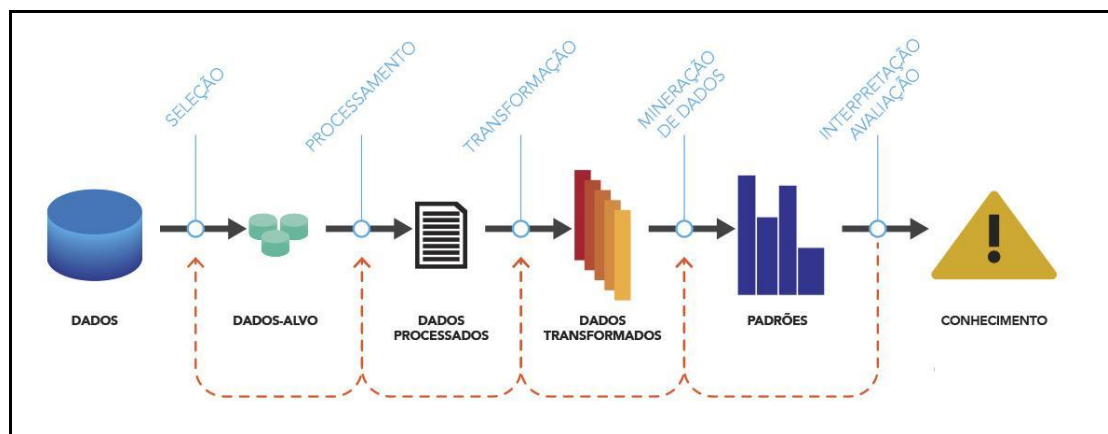 SELEÇÃO
PROCESSAMENTO
TRANSFORMAÇÃO
MINERAÇÃO
DE DADOS
INTERPRETAÇÃO
AVALIAÇÃO
DADOS
DADOS-ALVO
DADOS
PROCESSADOS
DADOS
TRANSFORMADOS
PADRÕES
CONHECIMENTO